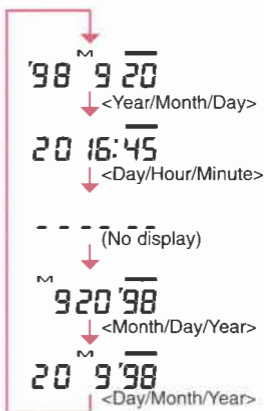 '98 M 9 20
<Year/Month/Day>
20 16:45
<Day/Hour/Minute>
-- -- --
(No display)
M 9 20 '98
<Month/Day/Year>
20 M 9 '98
<Day/Month/Year>